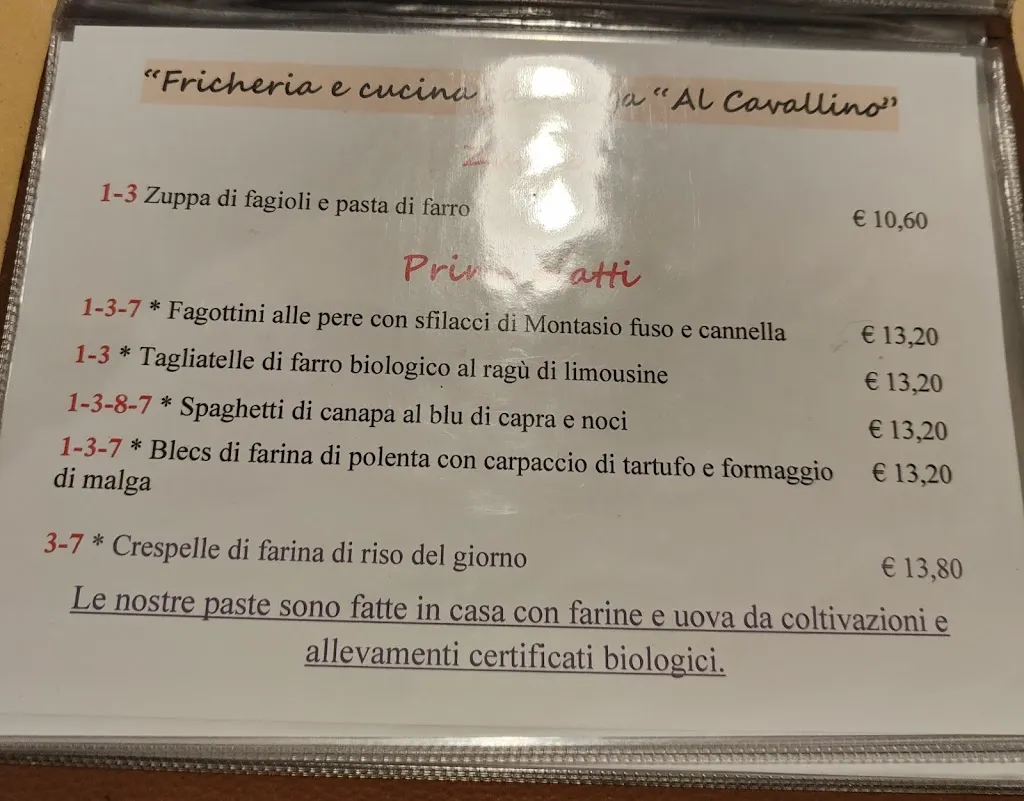 “Fricheria e cucina “Al Cavallino”
1-3 Zuppa di fagioli e pasta di farro € 10,60
1-3-7 * Fagottini alle pere con sfilacci di Montasio fuso e cannella € 13,20
1-3 * Tagliatelle di farro biologico al ragù di limousine € 13,20
1-3-8-7 * Spaghetti di canapa al blu di capra e noci € 13,20
1-3-7 * Blecs di farina di polenta con carpaccio di tartufo e formaggio € 13,20
di malga
3-7 * Crespelle di farina di riso del giorno € 13,80
Le nostre paste sono fatte in casa con farine e uova da coltivazioni e
allevamenti certificati biologici.